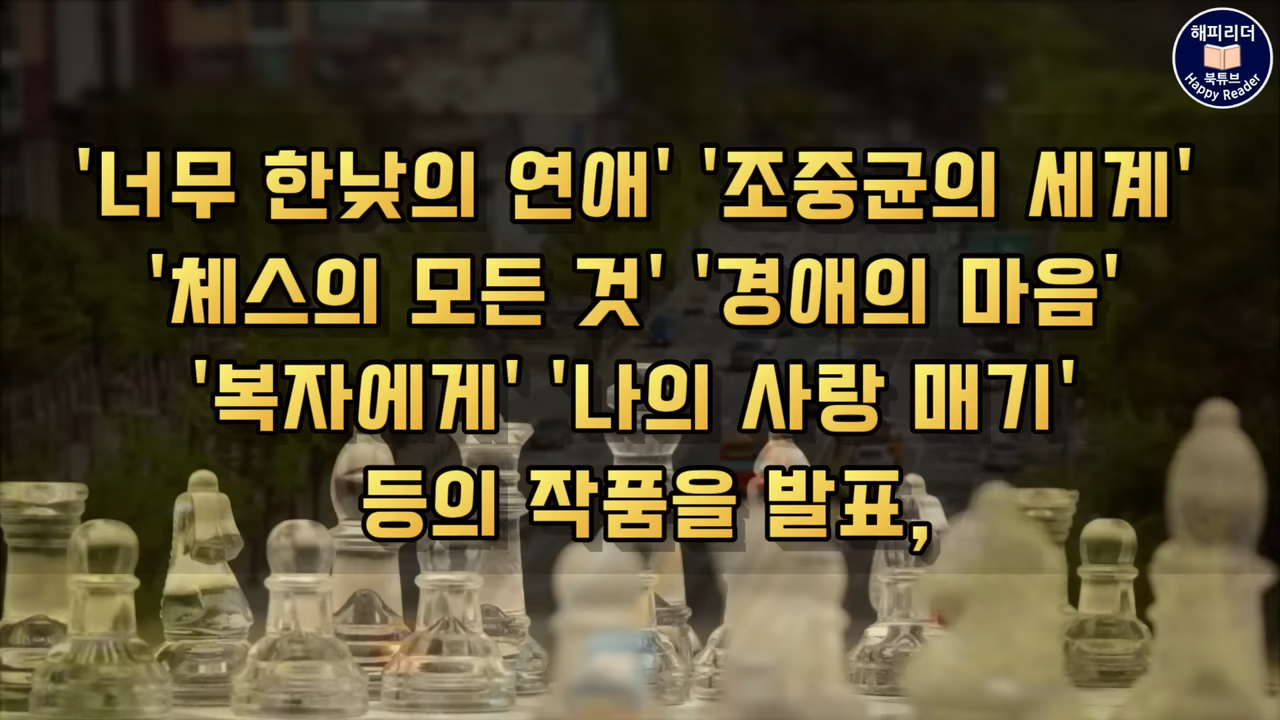 해피리더
북튜브
Happy Reader
'너무 한낮의 연애' '조중균의 세계'
'체스의 모든 것' '경애의 마음'
'복자에게' '나의 사랑 매기'
등의 작품을 발표,